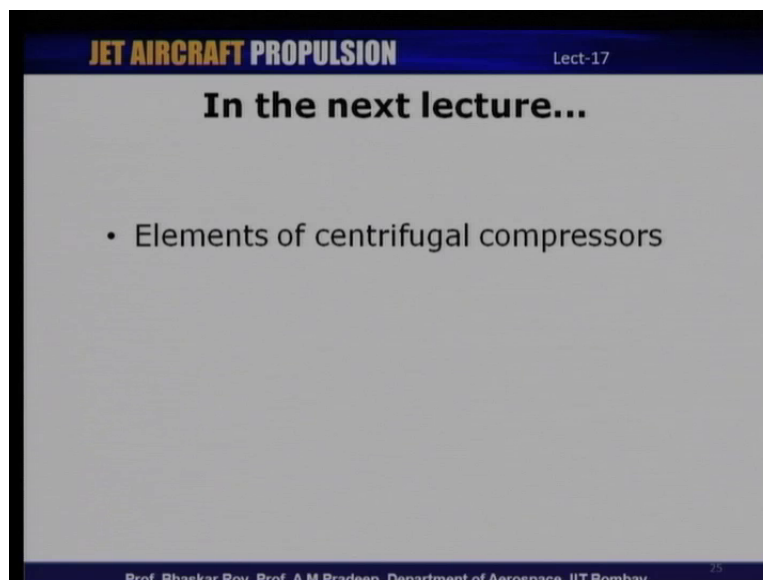 JET AIRCRAFT PROPULSION Lect-17
In the next lecture...
• Elements of centrifugal compressors
25
Prof. Bhaskar Roy, Prof. A M Pradeep, Department of Aerospace, IIT Bombay